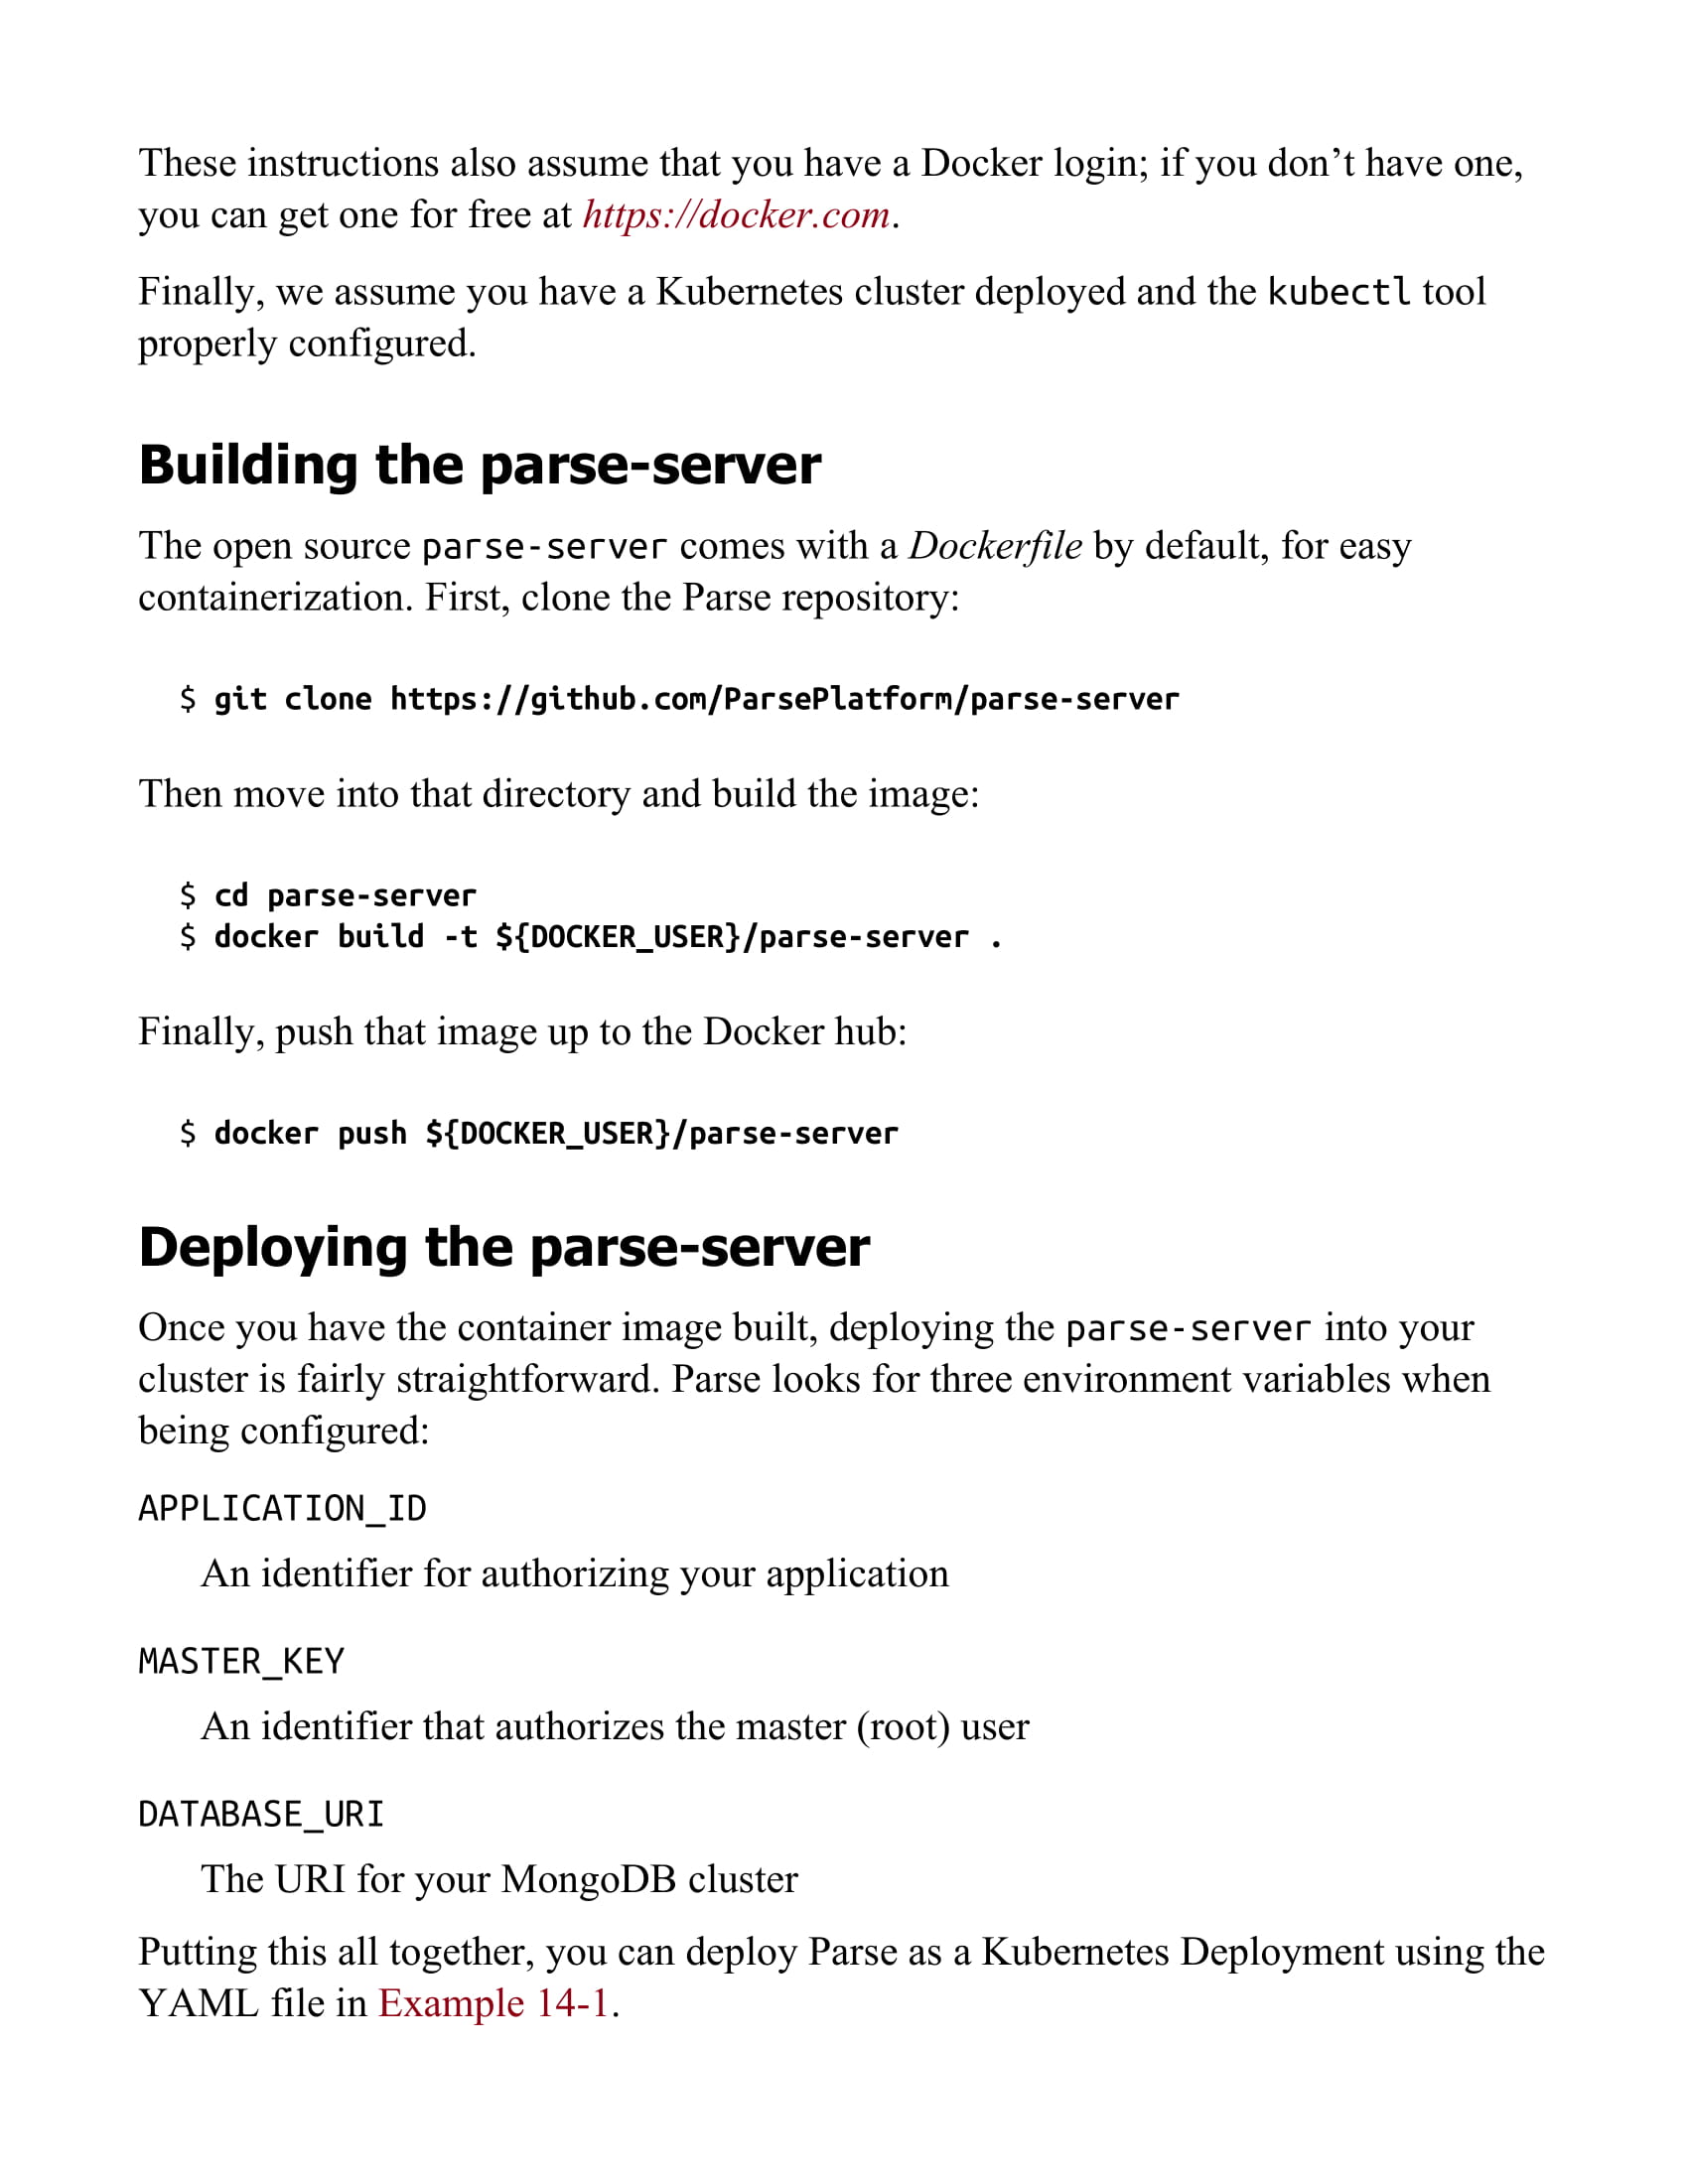 These instructions also assume that you have a Docker login; if you don’t have one,
you can get one for free at https://docker.com.
Finally, we assume you have a Kubernetes cluster deployed and the kubectl tool
properly configured.
Building the parse-server
The open source parse-server comes with a Dockerfile by default, for easy
containerization. First, clone the Parse repository:
$ git clone https://github.com/ParsePlatform/parse-server
Then move into that directory and build the image:
$ cd parse-server
$ docker build -t ${DOCKER_USER}/parse-server .
Finally, push that image up to the Docker hub:
$ docker push ${DOCKER_USER}/parse-server
Deploying the parse-server
Once you have the container image built, deploying the parse-server into your
cluster is fairly straightforward. Parse looks for three environment variables when
being configured:
APPLICATION_ID
An identifier for authorizing your application
MASTER_KEY
An identifier that authorizes the master (root) user
DATABASE_URI
The URI for your MongoDB cluster
Putting this all together, you can deploy Parse as a Kubernetes Deployment using the
YAML file in Example 14-1.